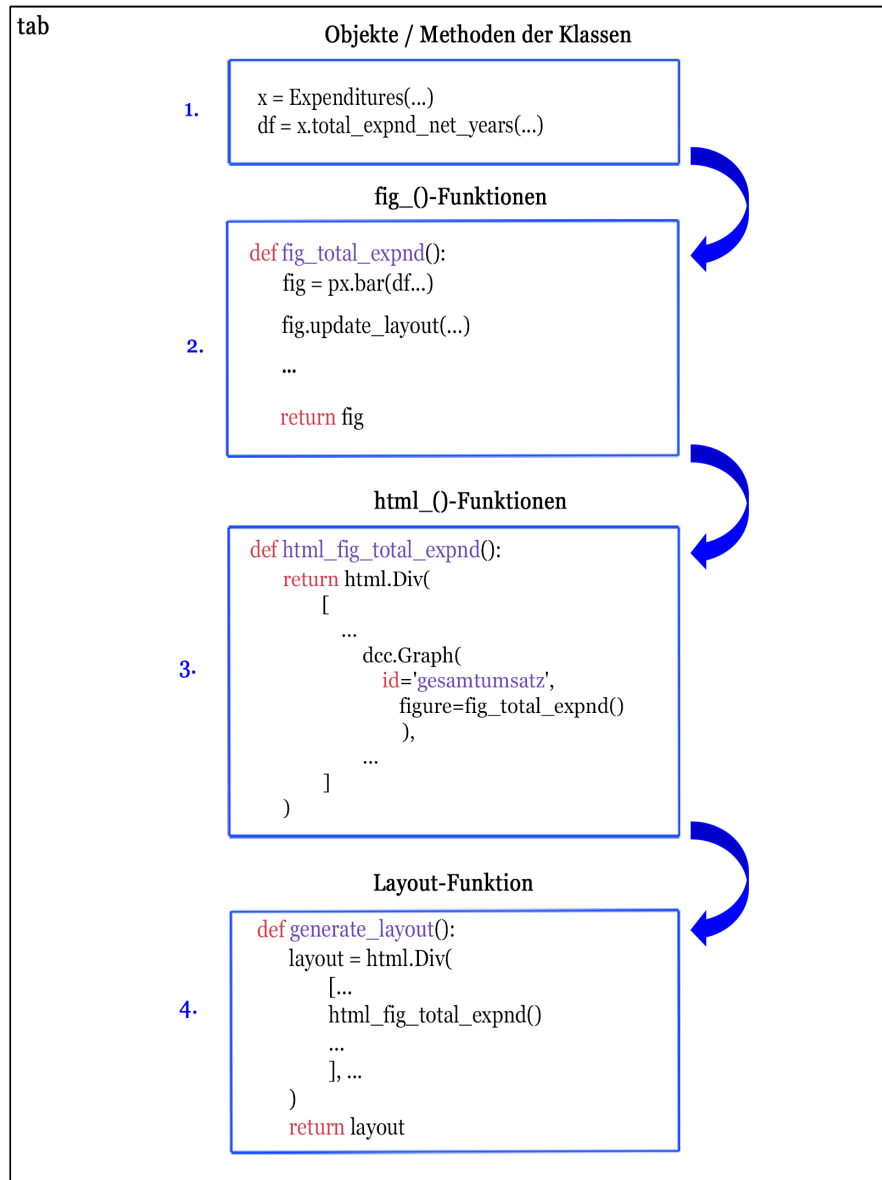 tab
Objekte / Methoden der Klassen
1.
x = Expenditures(...)
df = x.total_expnd_net_years(...)
fig_()-Funktionen
2.
def fig_total_expnd():
fig = px.bar(df...)
fig.update_layout(...)
...
return fig
html_()-Funktionen
3.
def html_fig_total_expnd():
return html.Div(
[
...
dcc.Graph(
id='gesamtumsatz',
figure=fig_total_expnd()
),
...
]
)
Layout-Funktion
4.
def generate_layout():
layout = html.Div(
[...
html_fig_total_expnd()
...
], ...
)
return layout